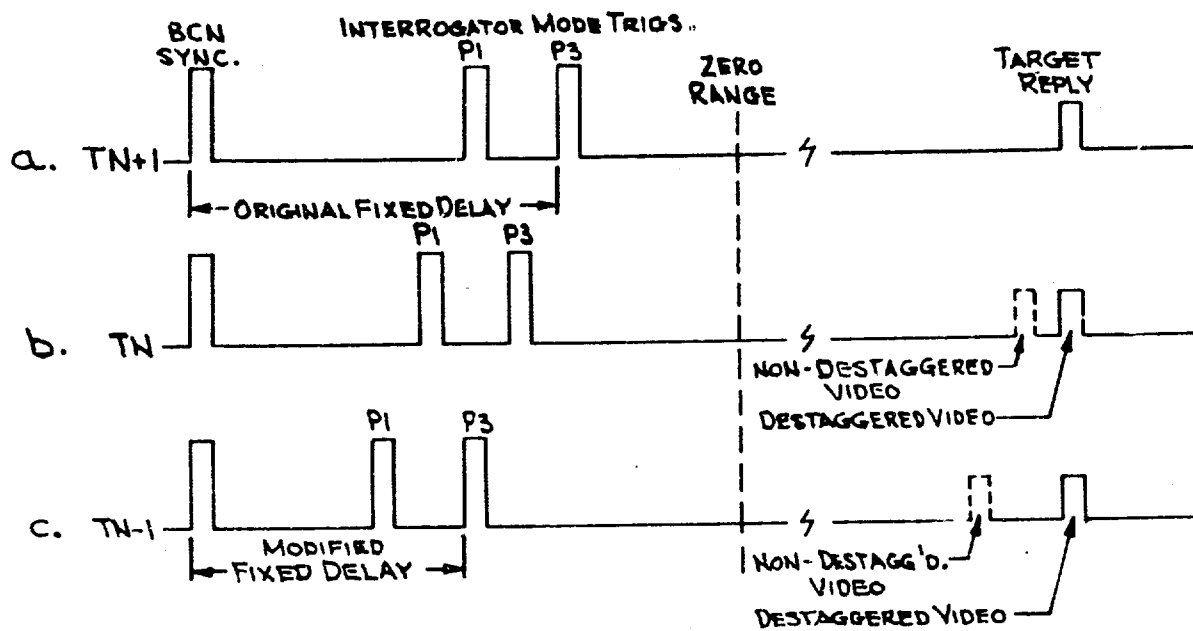 BCN SYNC.
INTERROGATOR MODE TRIGS..
P1 P3
ZERO RANGE
TARGET REPLY
a. TN+1
ORIGINAL FIXED DELAY
P1 P3
b. TN
NON-DESTAGGERED VIDEO
DESTAGGERED VIDEO
P1 P3
c. TN-1
MODIFIED FIXED DELAY
NON-DESTAGG'D. VIDEO
DESTAGGERED VIDEO